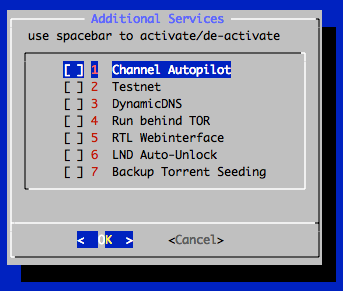 Additional Services
use spacebar to activate/de-activate
[ ] 1 Channel Autopilot
[ ] 2 Testnet
[ ] 3 DynamicDNS
[ ] 4 Run behind TOR
[ ] 5 RTL Webinterface
[ ] 6 LND Auto-Unlock
[ ] 7 Backup Torrent Seeding
< OK > <Cancel>